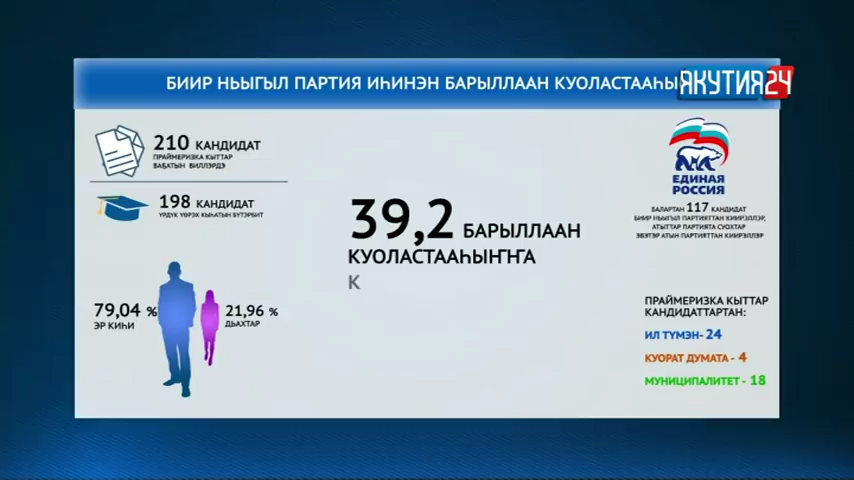 БИИР НЬЫГЫЛ ПАРТИЯ ИҺИНЭН БАРЫЛЛААН КУОЛАСТААҺЫ
ЯКУТИЯ24
210 КАНДИДАТ
ПРАЙМЕРИЗКА КЫТТАР
БАҔАТЫН БИЛЛЭРДЭ
198 КАНДИДАТ
ҮРДҮК ҮӨРЭХ КЫҺАТЫН БҮТЭРБИТ
79,04 %
ЭР КИҺИ
21,96 %
ДЬАХТАР
39,2 БАРЫЛЛААН
КУОЛАСТААҺЫҤҤА
К
ЕДИНАЯ
РОССИЯ
БАЛАРТАН 117 КАНДИДАТ
БИИР НЬЫГЫЛ ПАРТИЯТТАН КИИРЭЛЛЭР,
АТЫТТАР ПАРТИЯТА СУОХТАР
ЭБЭТЭР АТЫН ПАРТИЯТТАН КИИРЭЛЛЭР
ПРАЙМЕРИЗКА КЫТТАР
КАНДИДАТТАРТАН:
ИЛ ТҮМЭН- 24
КУОРАТ ДУМАТА - 4
МУНИЦИПАЛИТЕТ - 18